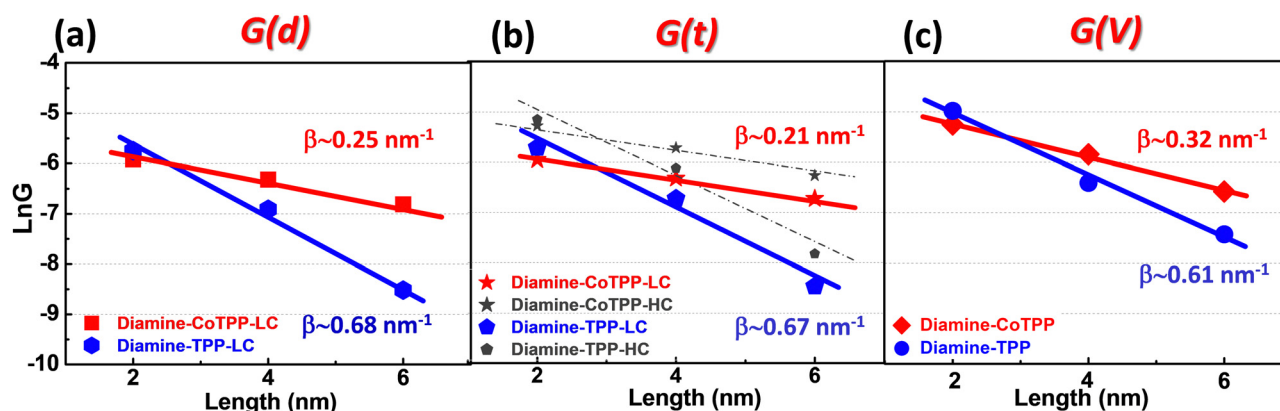 (a) G(d) (b) G(t) (c) G(V)
-4
-5
-6
-7
-8
-9
-10
LnG
β~0.25 nm-1
β~0.68 nm-1
Diamine-CoTPP-LC
Diamine-TPP-LC
2 4 6
Length (nm)
β~0.21 nm-1
β~0.67 nm-1
Diamine-CoTPP-LC
Diamine-CoTPP-HC
Diamine-TPP-LC
Diamine-TPP-HC
2 4 6
Length (nm)
β~0.32 nm-1
β~0.61 nm-1
Diamine-CoTPP
Diamine-TPP
2 4 6
Length (nm)